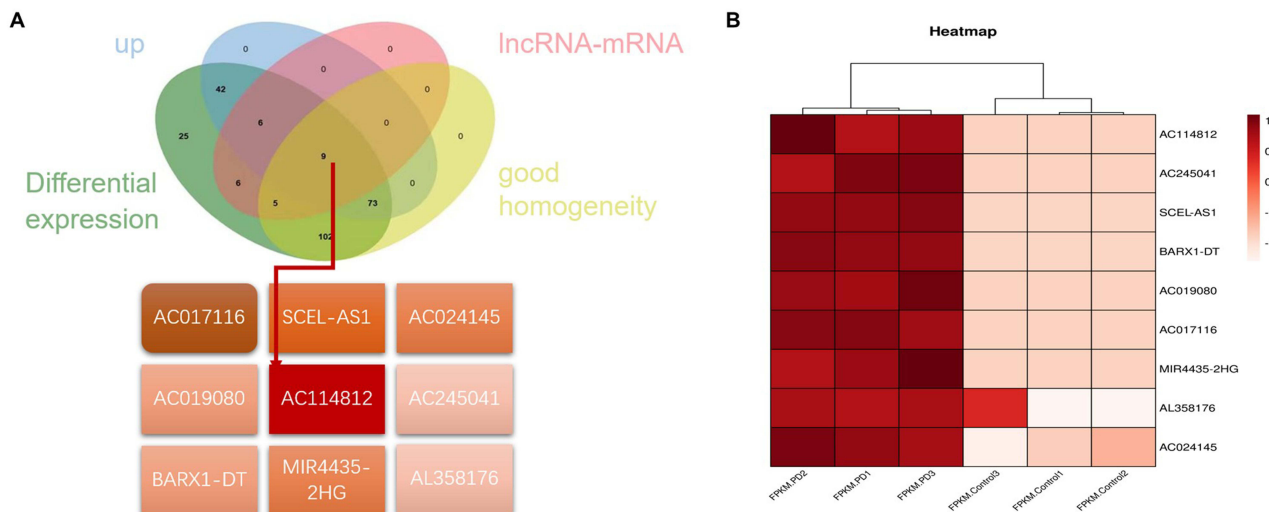 A
up
lncRNA-mRNA
Differential
expression
good
homogeneity
0
0
0
42
0
6
0
25
0
9
6
0
5
73
102
AC017116
SCEL-AS1
AC024145
AC019080
AC114812
AC245041
BARX1-DT
MIR4435-
2HG
AL358176
B
Heatmap
AC114812
AC245041
SCEL-AS1
BARX1-DT
AC019080
AC017116
MIR4435-2HG
AL358176
AC024145
FPKM.PD2
FPKM.PD1
FPKM.PD3
FPKM.Control3
FPKM.Control1
FPKM.Control2
1
0
0
-
-